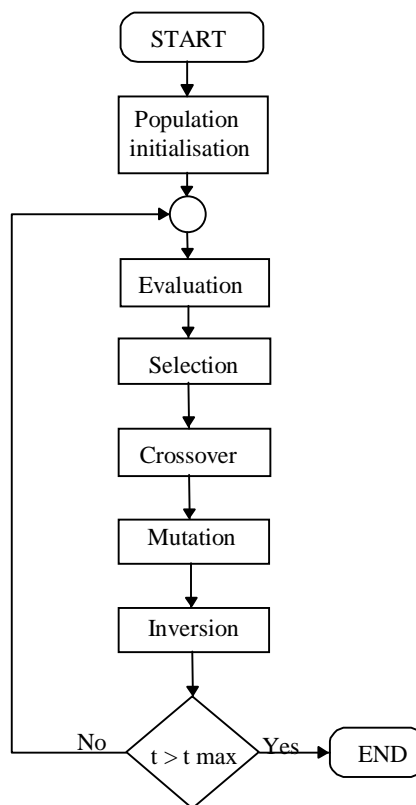 START
Population
initialisation
Evaluation
Selection
Crossover
Mutation
Inversion
No
t > t max
Yes
END